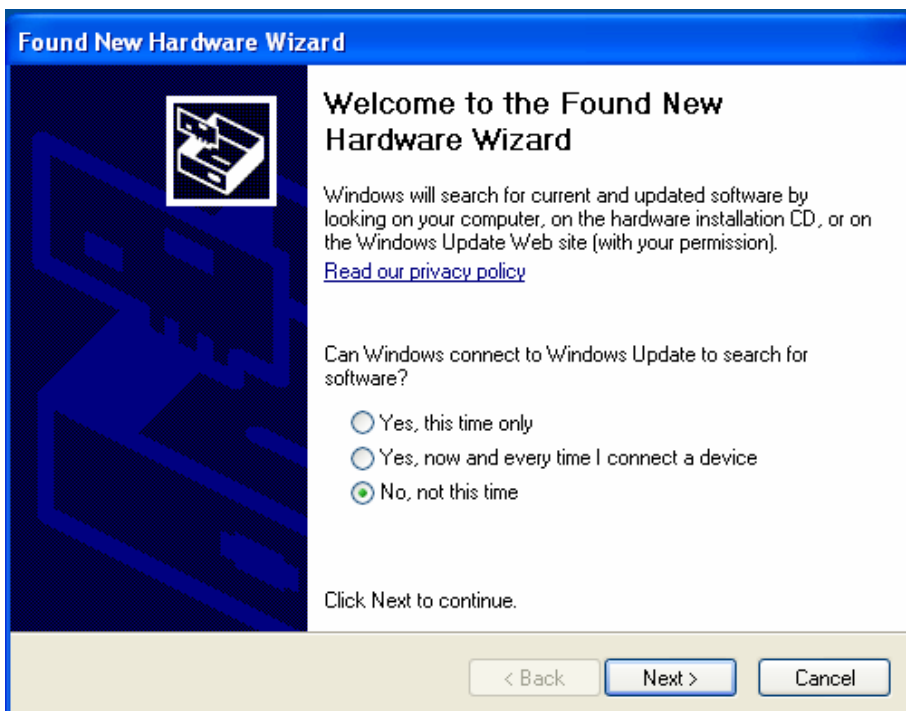 Found New Hardware Wizard
Welcome to the Found New
Hardware Wizard
Windows will search for current and updated software by
looking on your computer, on the hardware installation CD, or on
the Windows Update Web site (with your permission).
Read our privacy policy
Can Windows connect to Windows Update to search for
software?
Yes, this time only
Yes, now and every time I connect a device
No, not this time
Click Next to continue.
< Back
Next >
Cancel